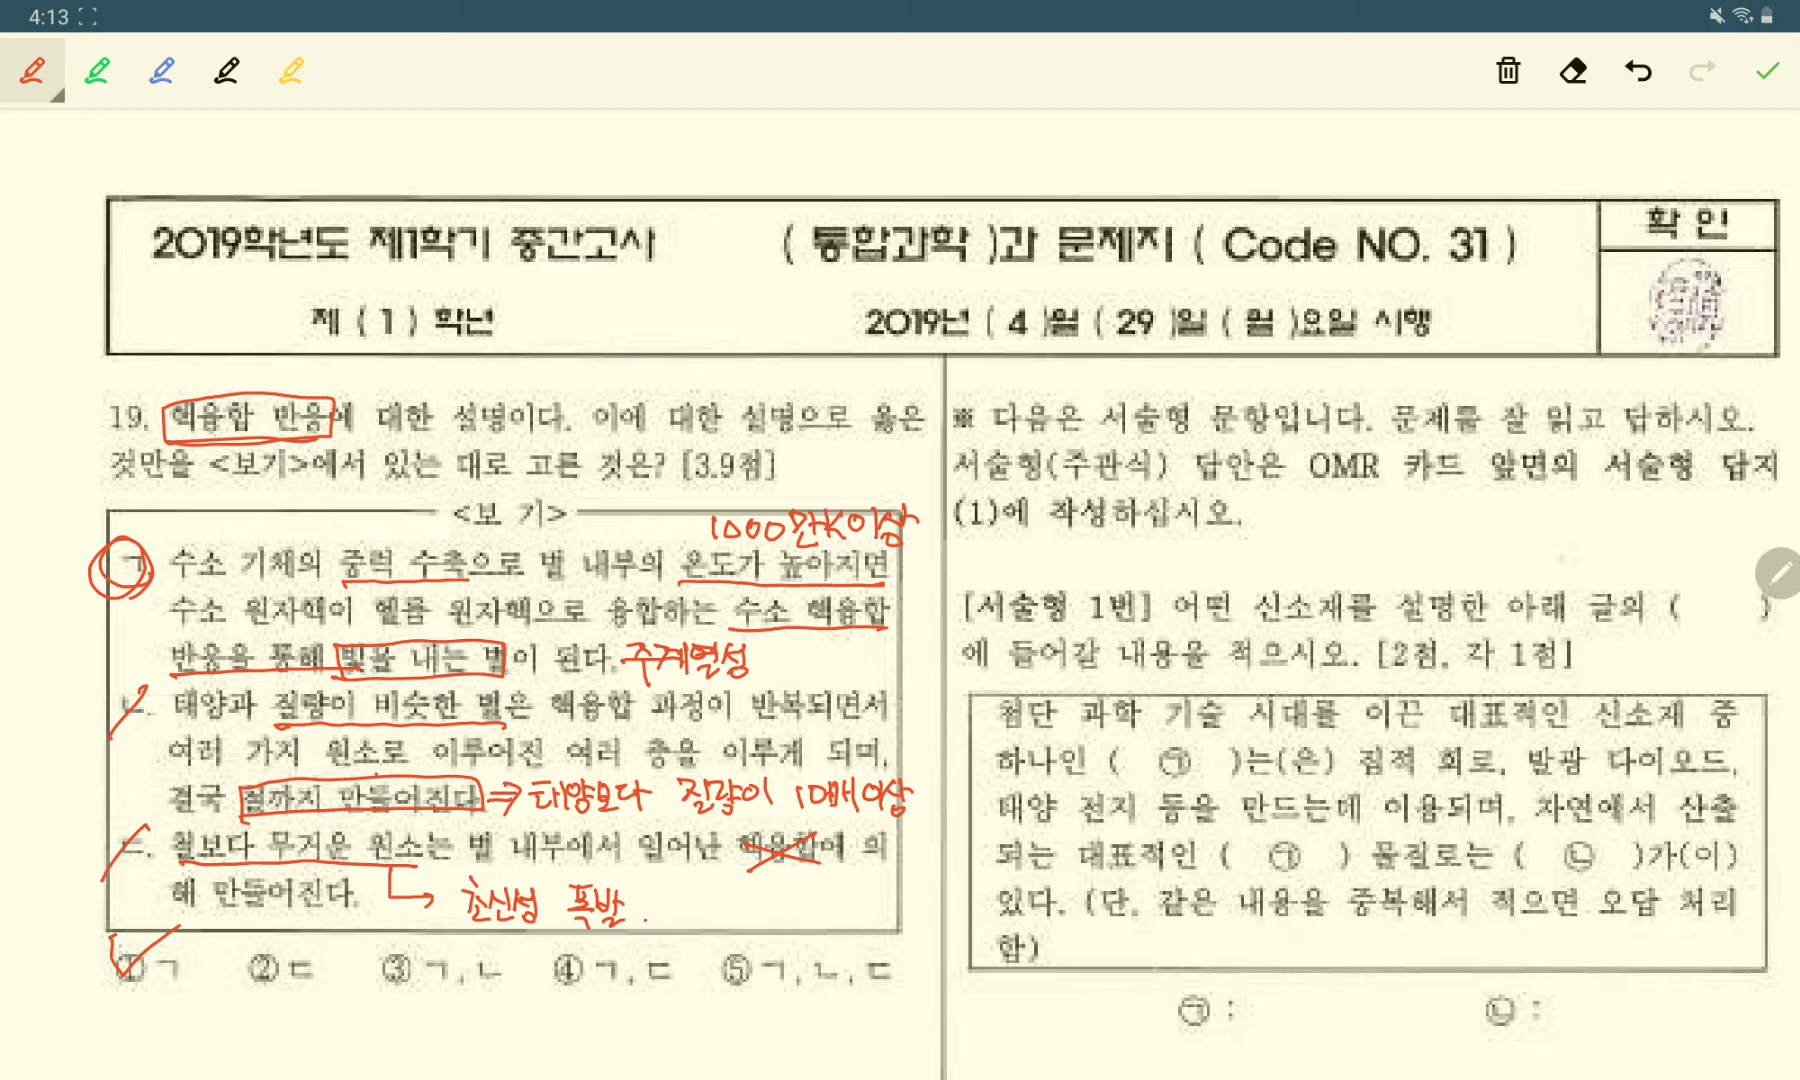 4:13
2019학년도 제1학기 중간고사 ( 통합과학 )과 문제지 ( Code NO. 31 )
확 인
제 ( 1 ) 학년 2019년 ( 4 )월 ( 29 )일 ( 월 )요일 시행
19. 핵융합 반응에 대한 설명이다. 이에 대한 설명으로 옳은
것만을 <보기>에서 있는 대로 고른 것은? [3.9점]
<보 기>
1000만K이상
ㄱ. 수소 기체의 중력 수축으로 별 내부의 온도가 높아지면
수소 원자핵이 헬륨 원자핵으로 융합하는 수소 핵융합
반응을 통해 빛을 내는 별이 된다. 주계열성
ㄴ. 태양과 질량이 비슷한 별은 핵융합 과정이 반복되면서
여러 가지 원소로 이루어진 여러 층을 이루게 되며,
결국 철까지 만들어진다. ⇒ 태양보다 질량이 10배이상
ㄷ. 철보다 무거운 원소는 별 내부에서 일어난 핵융합에 의
해 만들어진다. → 초신성 폭발.
① ㄱ ② ㄷ ③ ㄱ, ㄴ ④ ㄱ, ㄷ ⑤ ㄱ, ㄴ, ㄷ
※ 다음은 서술형 문항입니다. 문제를 잘 읽고 답하시오.
서술형(주관식) 답안은 OMR 카드 앞면의 서술형 답지
(1)에 작성하십시오.
[서술형 1번] 어떤 신소재를 설명한 아래 글의 ( )
에 들어갈 내용을 적으시오. [2점, 각 1점]
첨단 과학 기술 시대를 이끈 대표적인 신소재 중
하나인 ( ㉠ )는(은) 집적 회로, 발광 다이오드,
태양 전지 등을 만드는데 이용되며, 자연에서 산출
되는 대표적인 ( ㉠ ) 물질로는 ( ㉡ )가(이)
있다. (단, 같은 내용을 중복해서 적으면 오답 처리
함)
㉠ : ㉡ :